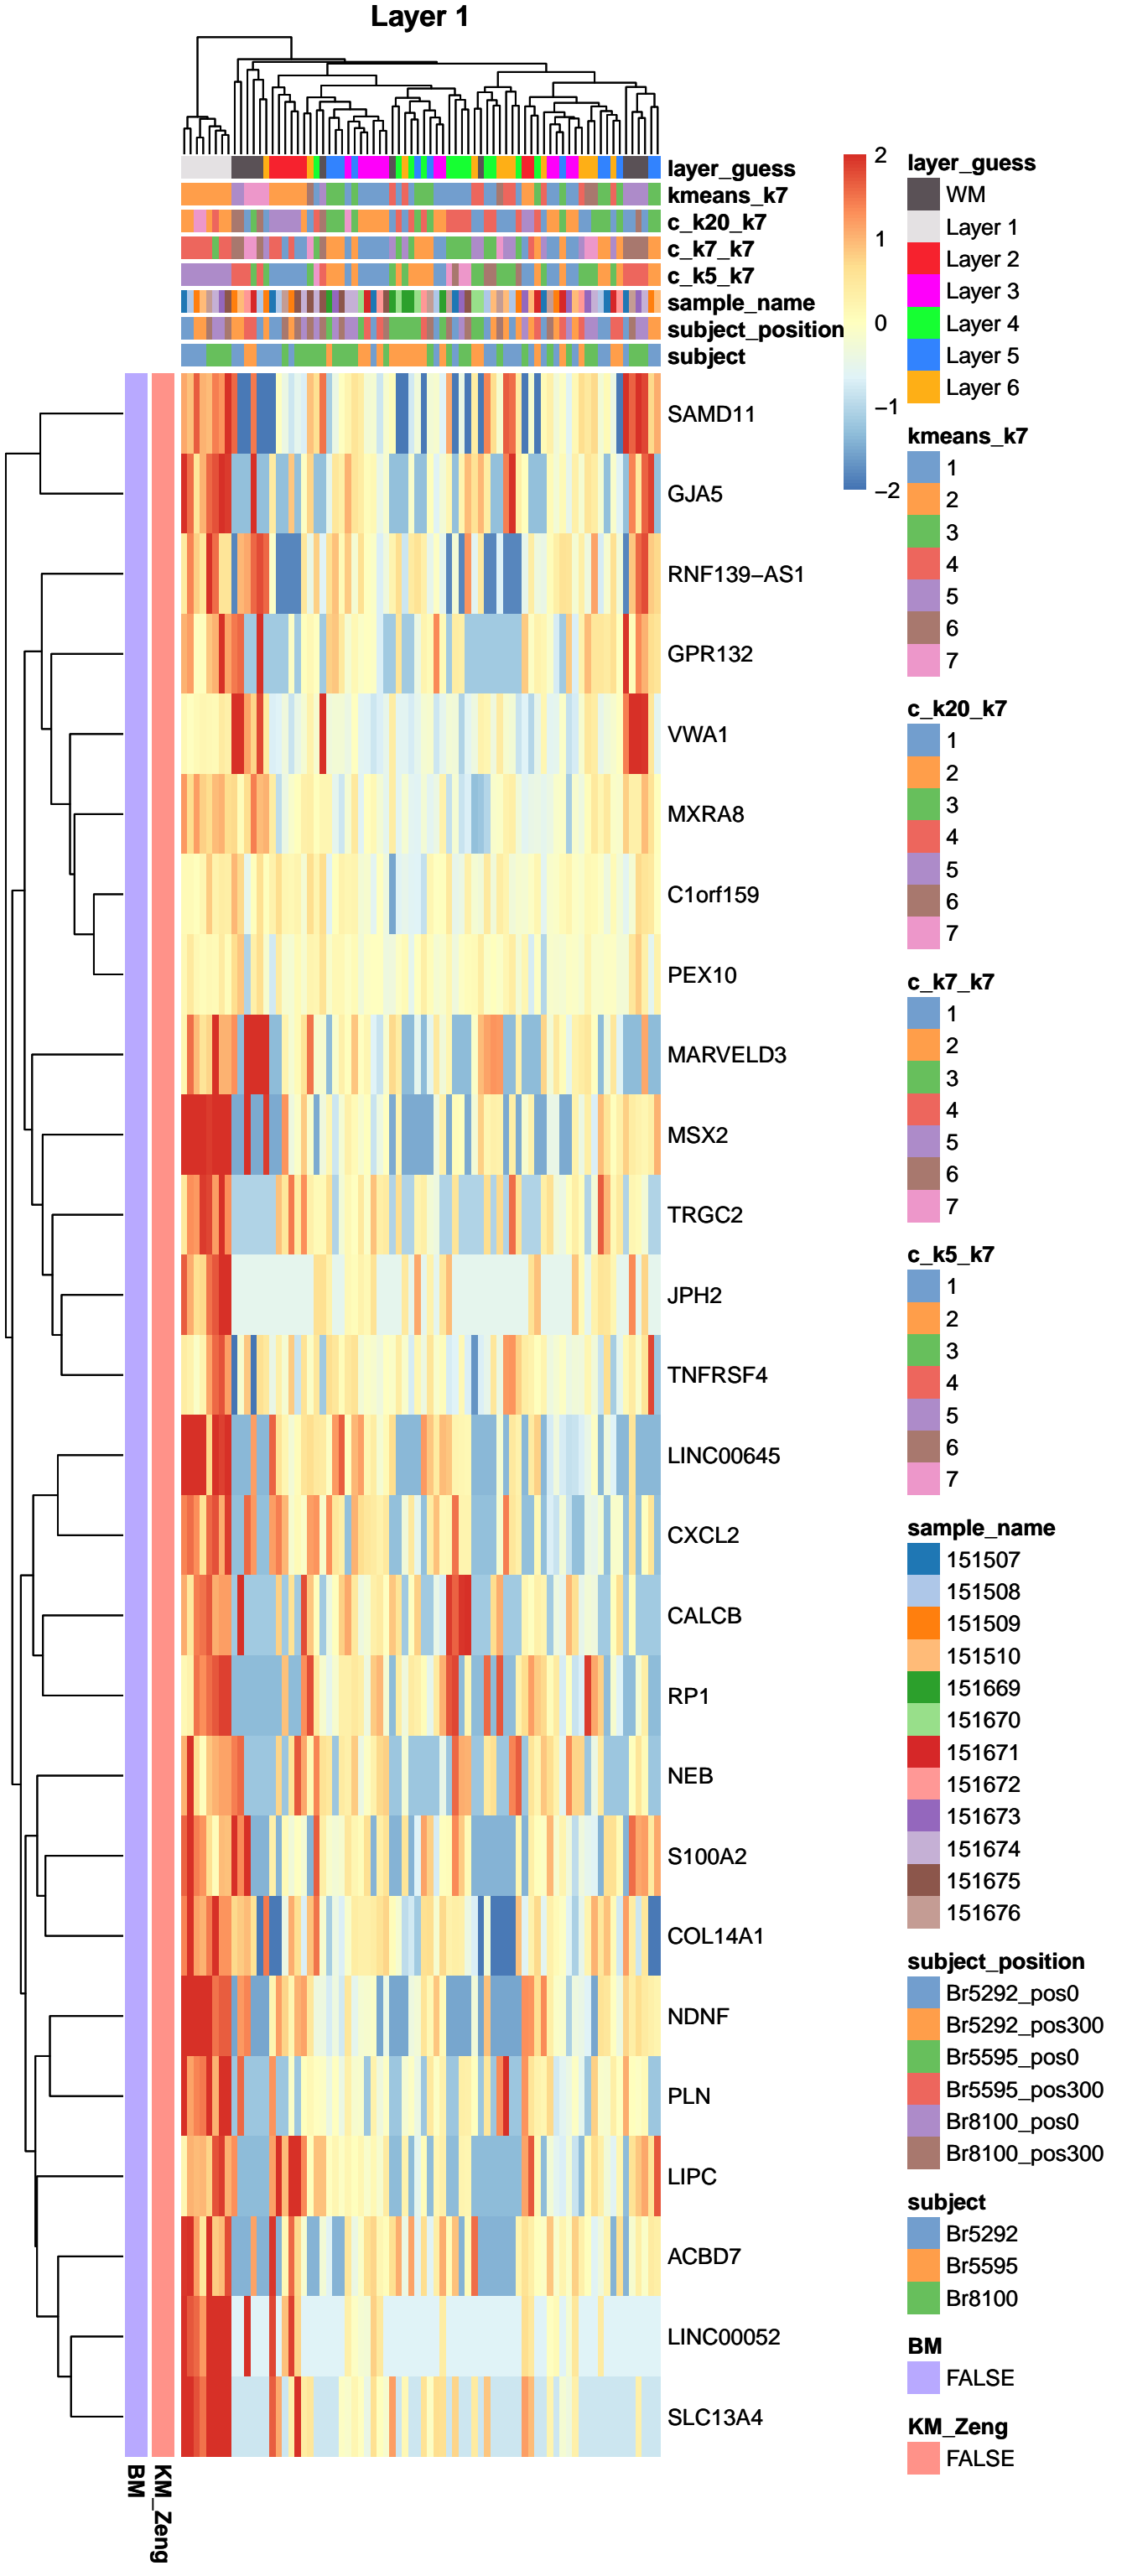 Layer 1
layer_guess
kmeans_k7
c_k20_k7
c_k7_k7
c_k5_k7
sample_name
subject_position
subject
SAMD11
GJA5
RNF139−AS1
GPR132
VWA1
MXRA8
C1orf159
PEX10
MARVELD3
MSX2
TRGC2
JPH2
TNFRSF4
LINC00645
CXCL2
CALCB
RP1
NEB
S100A2
COL14A1
NDNF
PLN
LIPC
ACBD7
LINC00052
SLC13A4
BM
KM_Zeng
2
1
0
−1
−2
layer_guess
WM
Layer 1
Layer 2
Layer 3
Layer 4
Layer 5
Layer 6
kmeans_k7
1
2
3
4
5
6
7
c_k20_k7
1
2
3
4
5
6
7
c_k7_k7
1
2
3
4
5
6
7
c_k5_k7
1
2
3
4
5
6
7
sample_name
151507
151508
151509
151510
151669
151670
151671
151672
151673
151674
151675
151676
subject_position
Br5292_pos0
Br5292_pos300
Br5595_pos0
Br5595_pos300
Br8100_pos0
Br8100_pos300
subject
Br5292
Br5595
Br8100
BM
FALSE
KM_Zeng
FALSE